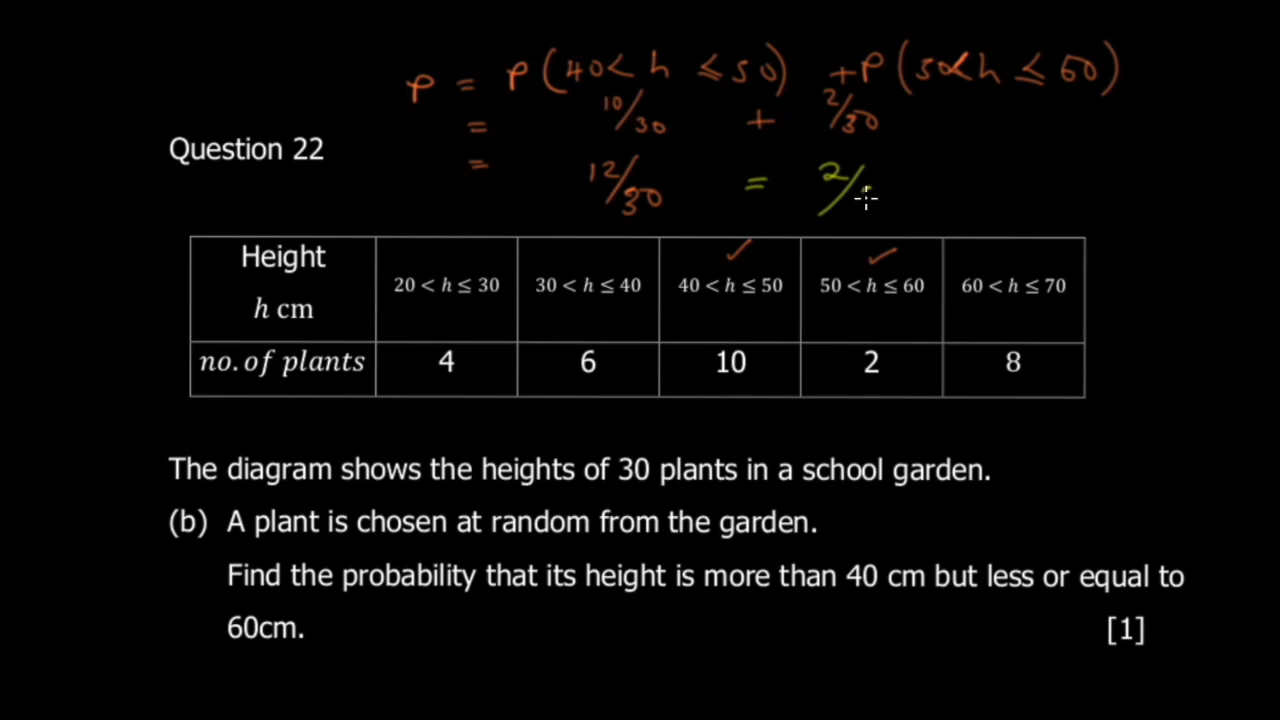 P = P (40 < h ≤ 50) + P (50 < h ≤ 60)
= 10/30 + 2/30
Question 22
= 12/30 = 2/
Height h cm 20 < h ≤ 30 30 < h ≤ 40 40 < h ≤ 50 50 < h ≤ 60 60 < h ≤ 70
no. of plants 4 6 10 2 8
The diagram shows the heights of 30 plants in a school garden.
(b) A plant is chosen at random from the garden.
Find the probability that its height is more than 40 cm but less or equal to
60cm. [1]